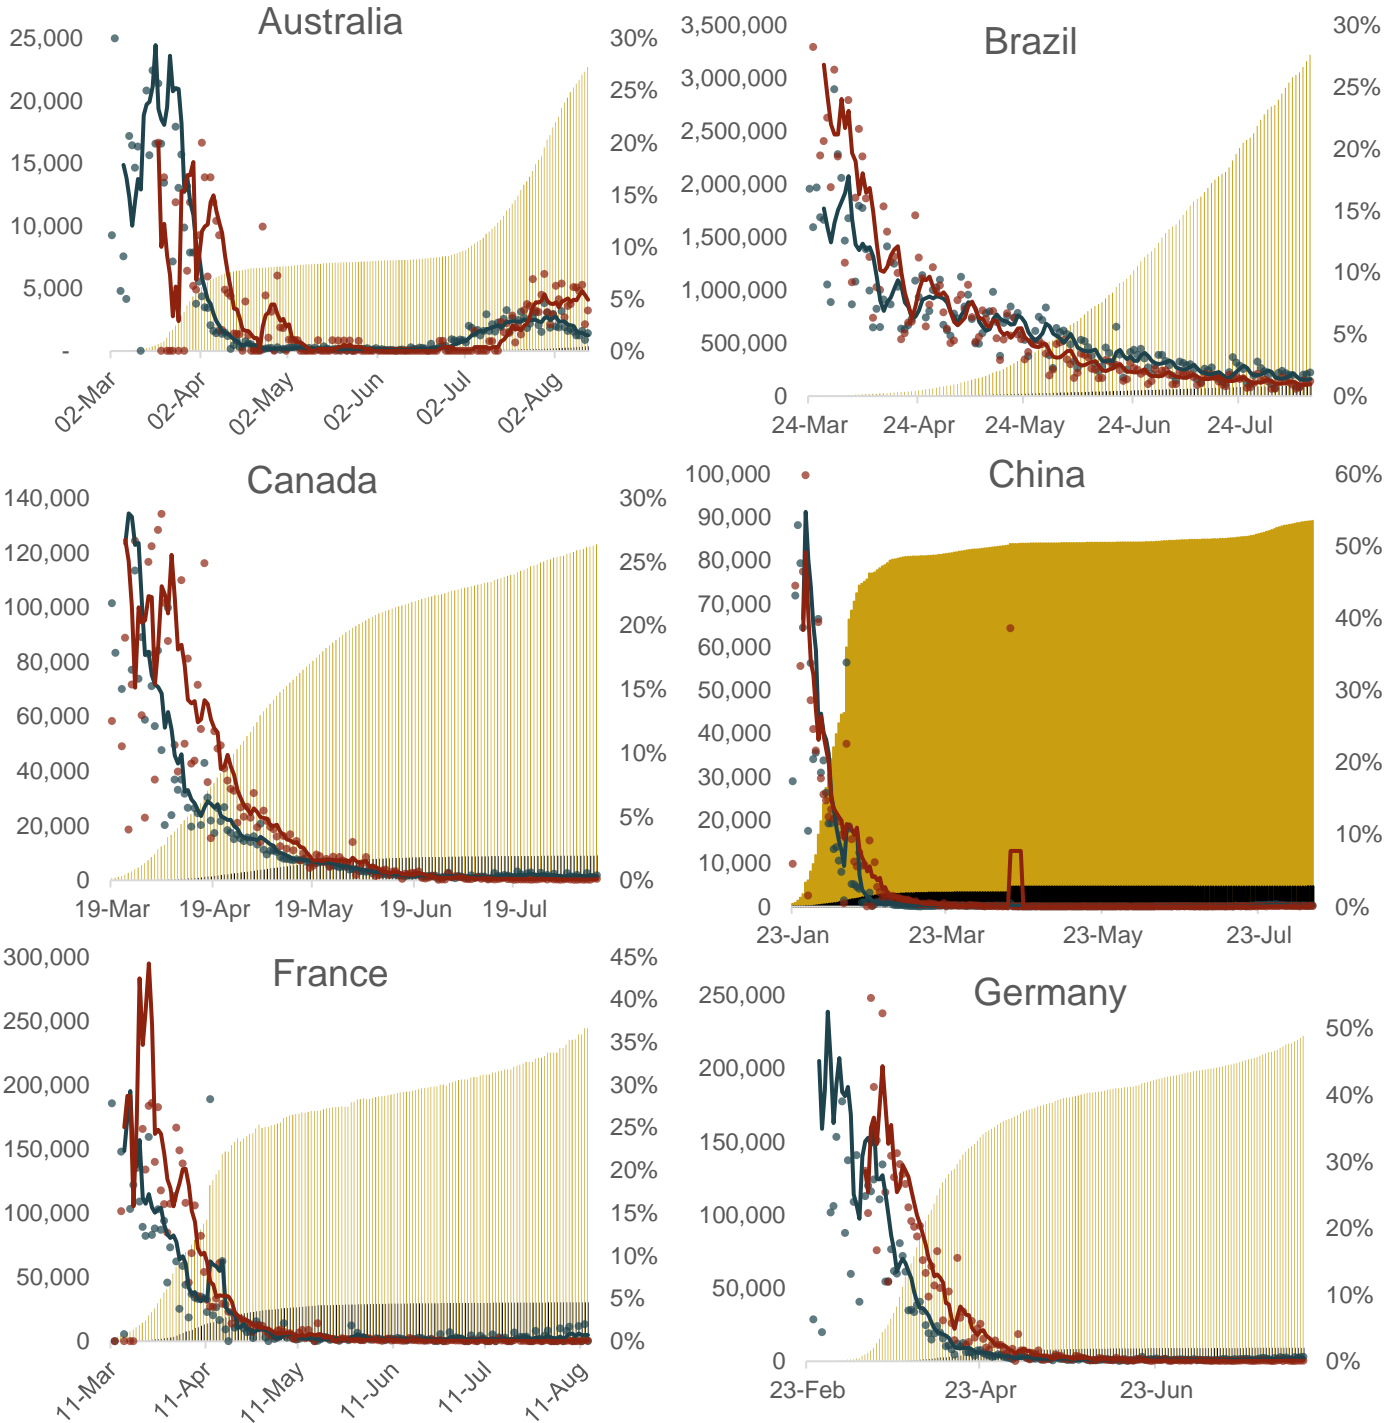 Australia
25,000
20,000
15,000
10,000
5,000
-
30%
25%
20%
15%
10%
5%
0%
02-Mar
02-Apr
02-May
02-Jun
02-Jul
02-Aug
Brazil
3,500,000
3,000,000
2,500,000
2,000,000
1,500,000
1,000,000
500,000
0
30%
25%
20%
15%
10%
5%
0%
24-Mar
24-Apr
24-May
24-Jun
24-Jul
Canada
140,000
120,000
100,000
80,000
60,000
40,000
20,000
0
30%
25%
20%
15%
10%
5%
0%
19-Mar
19-Apr
19-May
19-Jun
19-Jul
China
100,000
90,000
80,000
70,000
60,000
50,000
40,000
30,000
20,000
10,000
0
60%
50%
40%
30%
20%
10%
0%
23-Jan
23-Mar
23-May
23-Jul
France
300,000
250,000
200,000
150,000
100,000
50,000
0
45%
40%
35%
30%
25%
20%
15%
10%
5%
0%
11-Mar
11-Apr
11-May
11-Jun
11-Jul
11-Aug
Germany
250,000
200,000
150,000
100,000
50,000
0
50%
40%
30%
20%
10%
0%
23-Feb
23-Apr
23-Jun